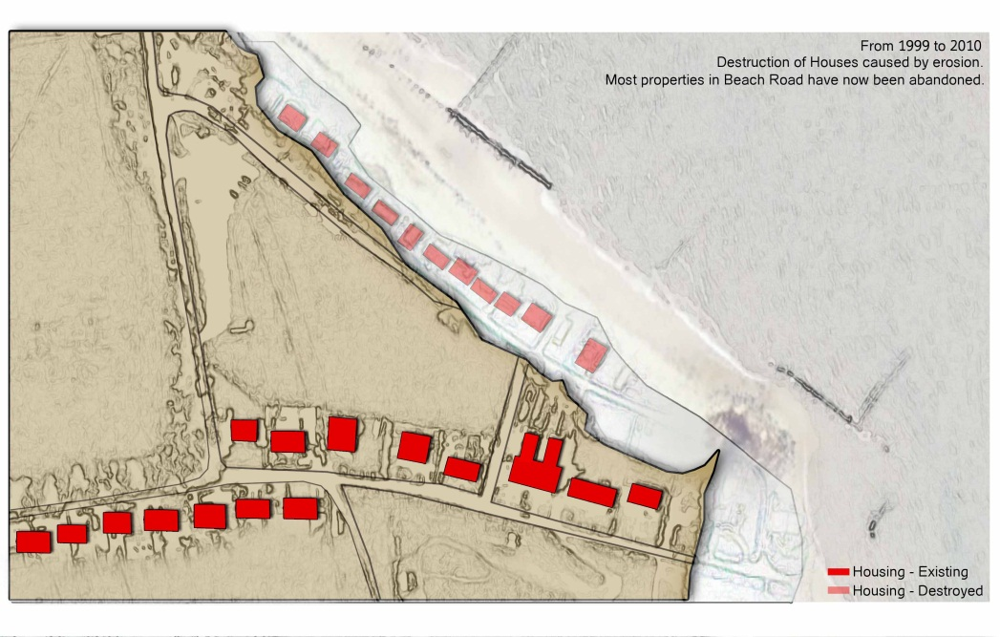 From 1999 to 2010
Destruction of Houses caused by erosion.
Most properties in Beach Road have now been abandoned.
Housing - Existing
Housing - Destroyed